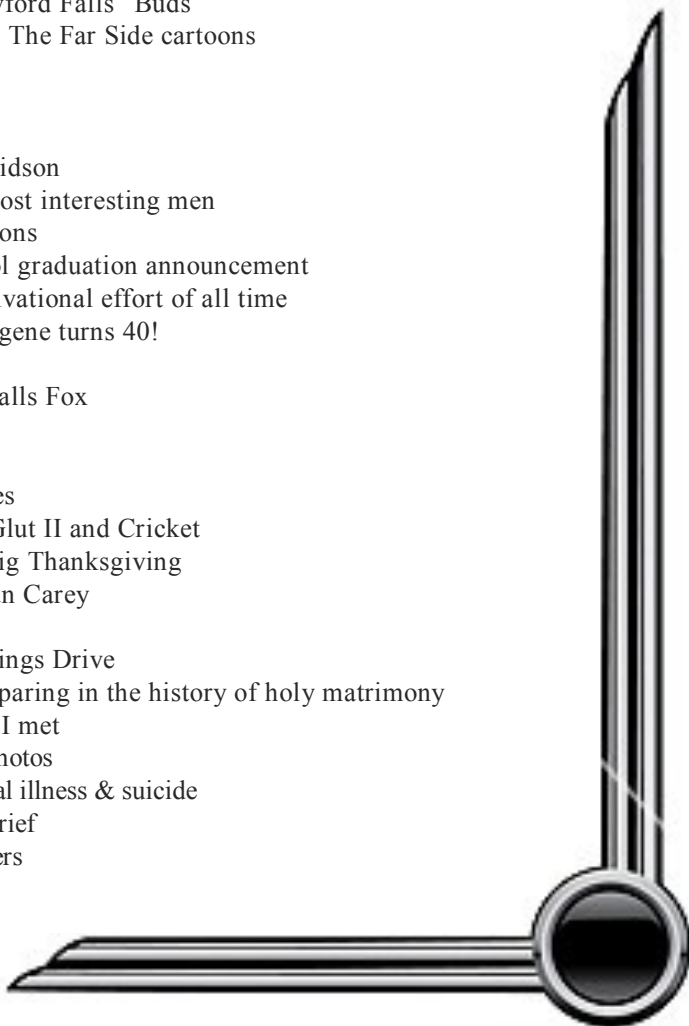 ford Falls" Buds
The Far Side cartoons
idson
ost interesting men
ons
ol graduation announcement
vational effort of all time
gene turns 40!
alls Fox
es
Glut II and Cricket
ig Thanksgiving
n Carey
ings Drive
paring in the history of holy matrimony
I met
hotos
al illness & suicide
rief
ers